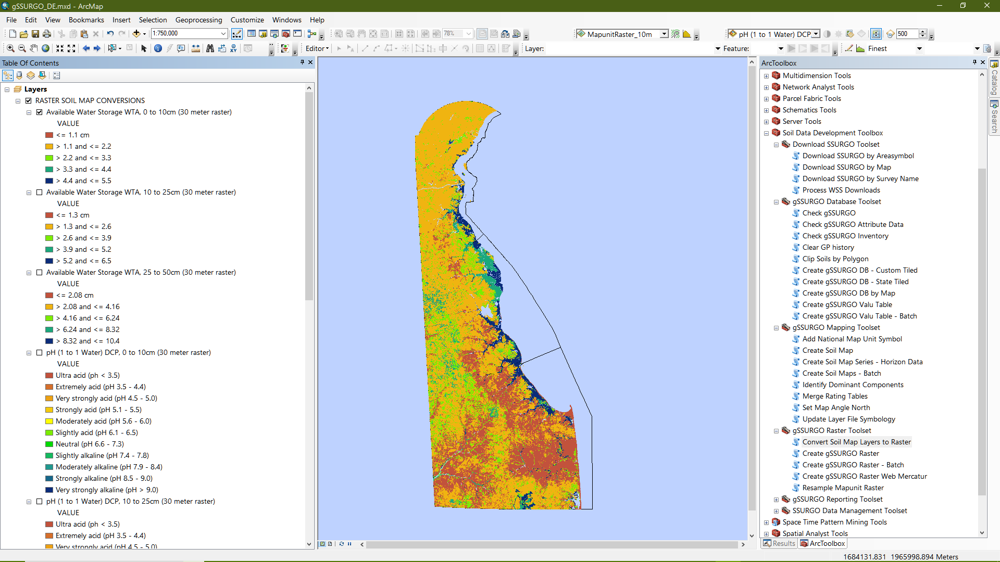 gSSURGO_DE.mxd - ArcMap
File Edit View Bookmarks Insert Selection Geoprocessing Customize Windows Help
1:750,000
78%
MapunitRaster_10m
pH (1 to 1 Water) DCP,
500
Editor
Layer:
Feature:
Finest
Table Of Contents
Layers
RASTER SOIL MAP CONVERSIONS
Available Water Storage WTA, 0 to 10cm (30 meter raster)
VALUE
<= 1.1 cm
> 1.1 and <= 2.2
> 2.2 and <= 3.3
> 3.3 and <= 4.4
> 4.4 and <= 5.5
Available Water Storage WTA, 10 to 25cm (30 meter raster)
VALUE
<= 1.3 cm
> 1.3 and <= 2.6
> 2.6 and <= 3.9
> 3.9 and <= 5.2
> 5.2 and <= 6.5
Available Water Storage WTA, 25 to 50cm (30 meter raster)
VALUE
<= 2.08 cm
> 2.08 and <= 4.16
> 4.16 and <= 6.24
> 6.24 and <= 8.32
> 8.32 and <= 10.4
pH (1 to 1 Water) DCP, 0 to 10cm (30 meter raster)
VALUE
Ultra acid (ph < 3.5)
Extremely acid (pH 3.5 - 4.4)
Very strongly acid (pH 4.5 - 5.0)
Strongly acid (pH 5.1 - 5.5)
Moderately acid (pH 5.6 - 6.0)
Slightly acid (pH 6.1 - 6.5)
Neutral (pH 6.6 - 7.3)
Slightly alkaline (pH 7.4 - 7.8)
Moderately alkaline (pH 7.9 - 8.4)
Strongly alkaline (pH 8.5 - 9.0)
Very strongly alkaline (pH > 9.0)
pH (1 to 1 Water) DCP, 10 to 25cm (30 meter raster)
VALUE
Ultra acid (ph < 3.5)
Extremely acid (pH 3.5 - 4.4)
Very strongly acid (pH 4.5 - 5.0)
ArcToolbox
Multidimension Tools
Network Analyst Tools
Parcel Fabric Tools
Schematics Tools
Server Tools
Soil Data Development Toolbox
Download SSURGO Toolset
Download SSURGO by Areasymbol
Download SSURGO by Map
Download SSURGO by Survey Name
Process WSS Downloads
gSSURGO Database Toolset
Check gSSURGO
Check gSSURGO Attribute Data
Check gSSURGO Inventory
Clear GP history
Clip Soils by Polygon
Create gSSURGO DB - Custom Tiled
Create gSSURGO DB - State Tiled
Create gSSURGO DB by Map
Create gSSURGO Valu Table
Create gSSURGO Valu Table - Batch
gSSURGO Mapping Toolset
Add National Map Unit Symbol
Create Soil Map
Create Soil Map Series - Horizon Data
Create Soil Maps - Batch
Identify Dominant Components
Merge Rating Tables
Set Map Angle North
Update Layer File Symbology
gSSURGO Raster Toolset
Convert Soil Map Layers to Raster
Create gSSURGO Raster
Create gSSURGO Raster - Batch
Create gSSURGO Raster Web Mercatur
Resample Mapunit Raster
gSSURGO Reporting Toolset
SSURGO Data Management Toolset
Space Time Pattern Mining Tools
Spatial Analyst Tools
Results
ArcToolbox
Catalog
Search
1684131.831 1965998.894 Meters